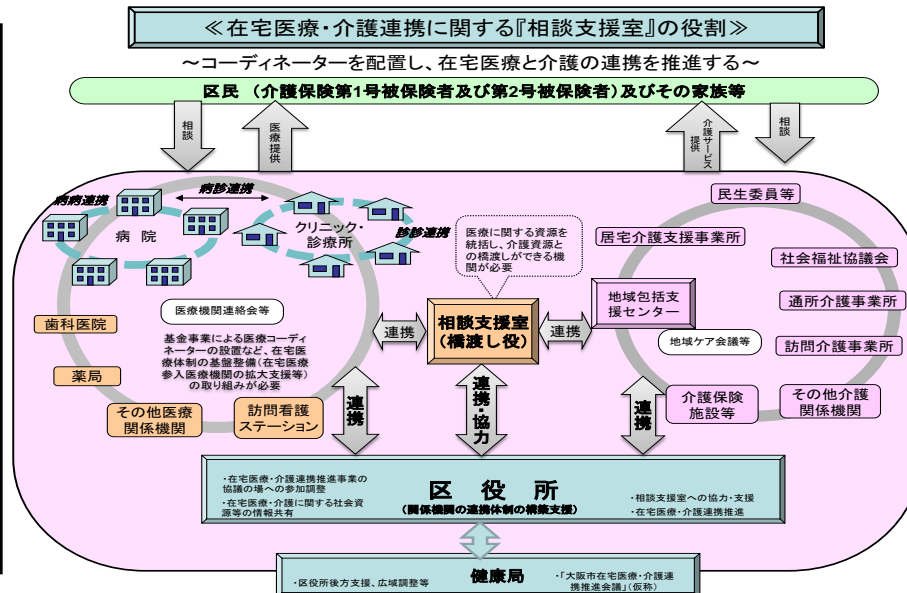 ≪在宅医療・介護連携に関する『相談支援室』の役割≫
～コーディネーターを配置し、在宅医療と介護の連携を推進する～
区民 （介護保険第1号被保険者及び第2号被保険者）及びその家族等
相談
医療提供
介護サービス
提供
相談
病病連携
病診連携
病 院
クリニック・
診療所
診診連携
医療に関する資源を
統括し、介護資源と
の橋渡しができる機
関が必要
民生委員等
居宅介護支援事業所
社会福祉協議会
医療機関連絡会等
基金事業による医療コーディ
ネーターの設置など、在宅医
療体制の基盤整備(在宅医療
参入医療機関の拡大支援等)
の取り組みが必要
歯科医院
薬局
その他医療
関係機関
訪問看護
ステーション
連携
相談支援室
（橋渡し役）
連携
地域包括支
援センター
地域ケア会議等
通所介護事業所
訪問介護事業所
介護保険
施設等
その他介護
関係機関
連携
連携・協力
連携
・在宅医療・介護連携推進事業の
協議の場への参加調整
・在宅医療・介護に関する社会資
源等の情報共有
区 役 所
（関係機関の連携体制の構築支援）
・相談支援室への協力・支援
・在宅医療・介護連携推進
・区役所後方支援、広域調整等
健康局
・「大阪市在宅医療・介護連
携推進会議」（仮称）